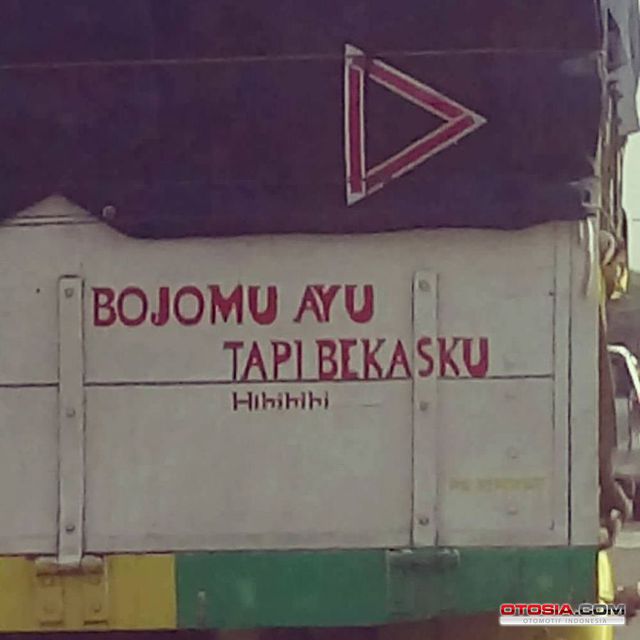 BOJOMU AYU
TAPI BEKASKU
Hihihihi
OTOSIA.COM
OTOMOTIF INDONESIA